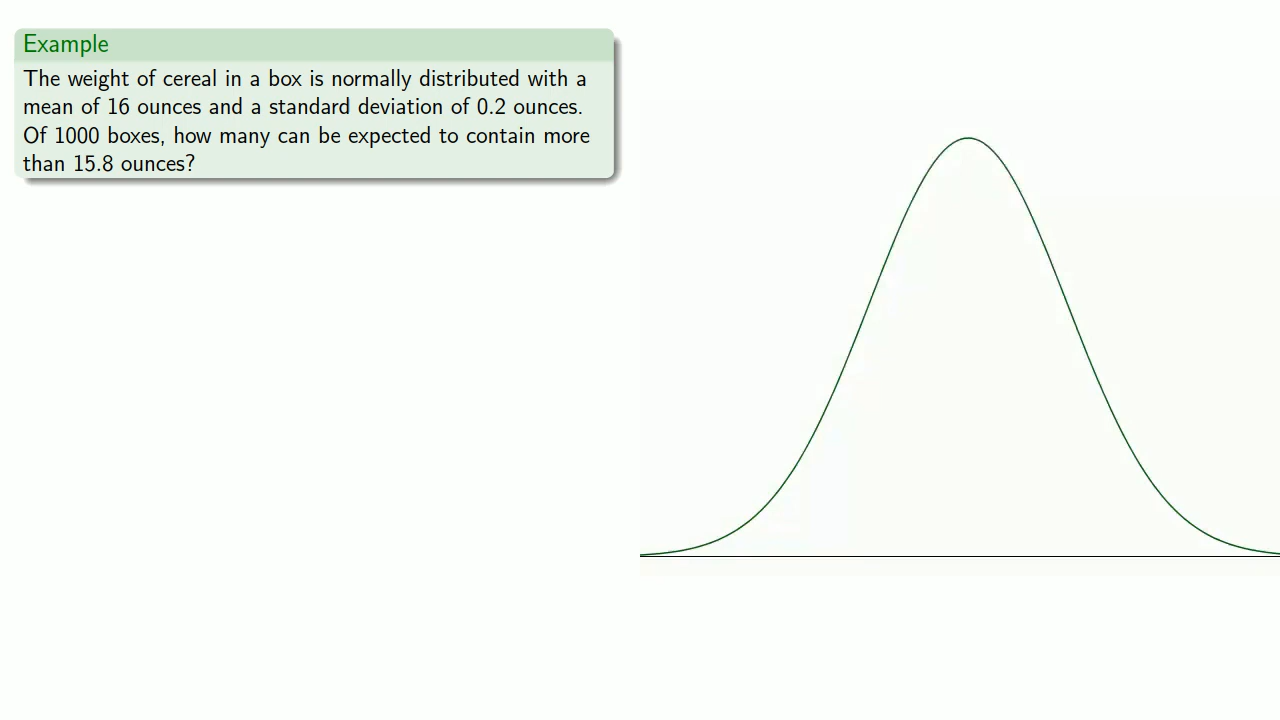 Example
The weight of cereal in a box is normally distributed with a
mean of 16 ounces and a standard deviation of 0.2 ounces.
Of 1000 boxes, how many can be expected to contain more
than 15.8 ounces?